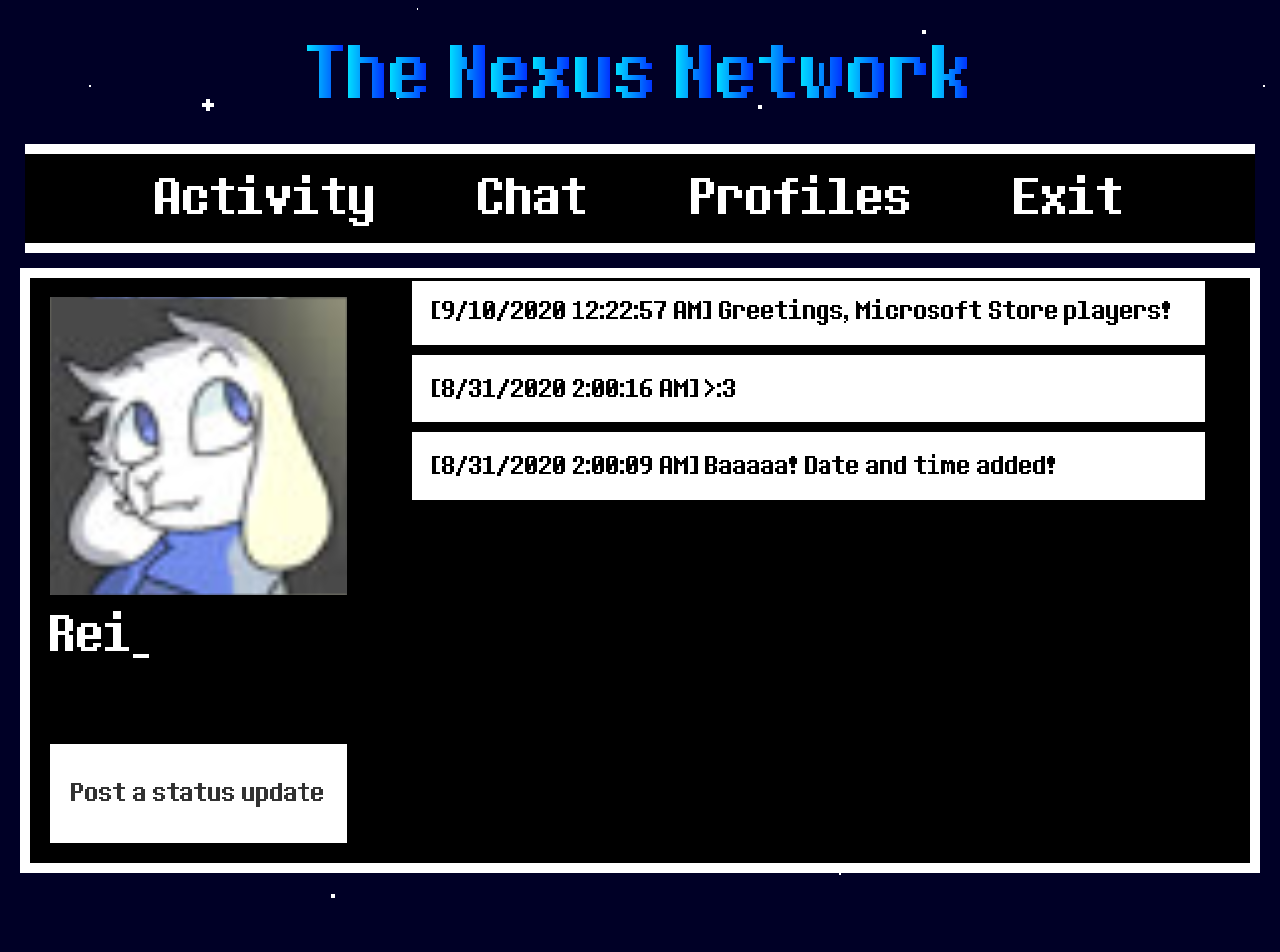 The Nexus Network
Activity Chat Profiles Exit
[9/10/2020 12:22:57 AM] Greetings, Microsoft Store players!
[8/31/2020 2:00:16 AM] >:3
[8/31/2020 2:00:09 AM] Baaaaa! Date and time added!
Rei_
Post a status update